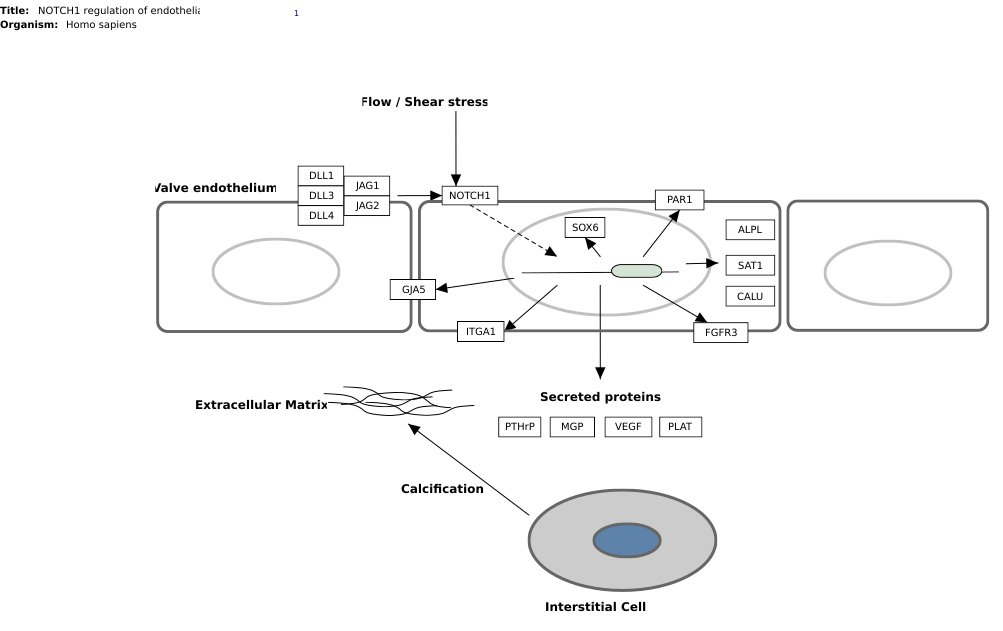 Title: NOTCH1 regulation of endothelia
1
Organism: Homo sapiens
Flow / Shear stress
DLL1
JAG1
Valve endothelium
DLL3
NOTCH1
PAR1
JAG2
DLL4
SOX6
ALPL
SAT1
GJA5
CALU
ITGA1
FGFR3
Secreted proteins
Extracellular Matrix
PTHrP MGP VEGF PLAT
Calcification
Interstitial Cell